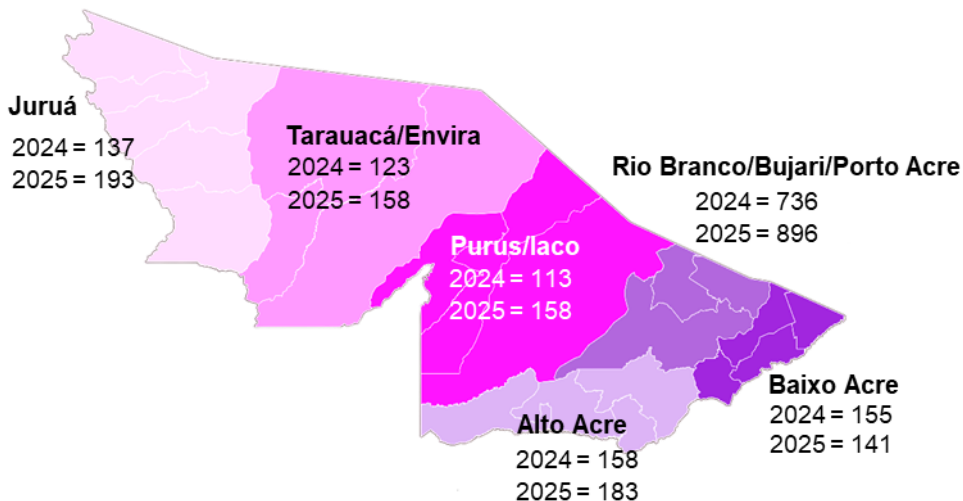 Juruá
2024 = 137
2025 = 193
Tarauacá/Envira
2024 = 123
2025 = 158
Rio Branco/Bujari/Porto Acre
2024 = 736
2025 = 896
Purus/Iaco
2024 = 113
2025 = 158
Baixo Acre
2024 = 155
2025 = 141
Alto Acre
2024 = 158
2025 = 183